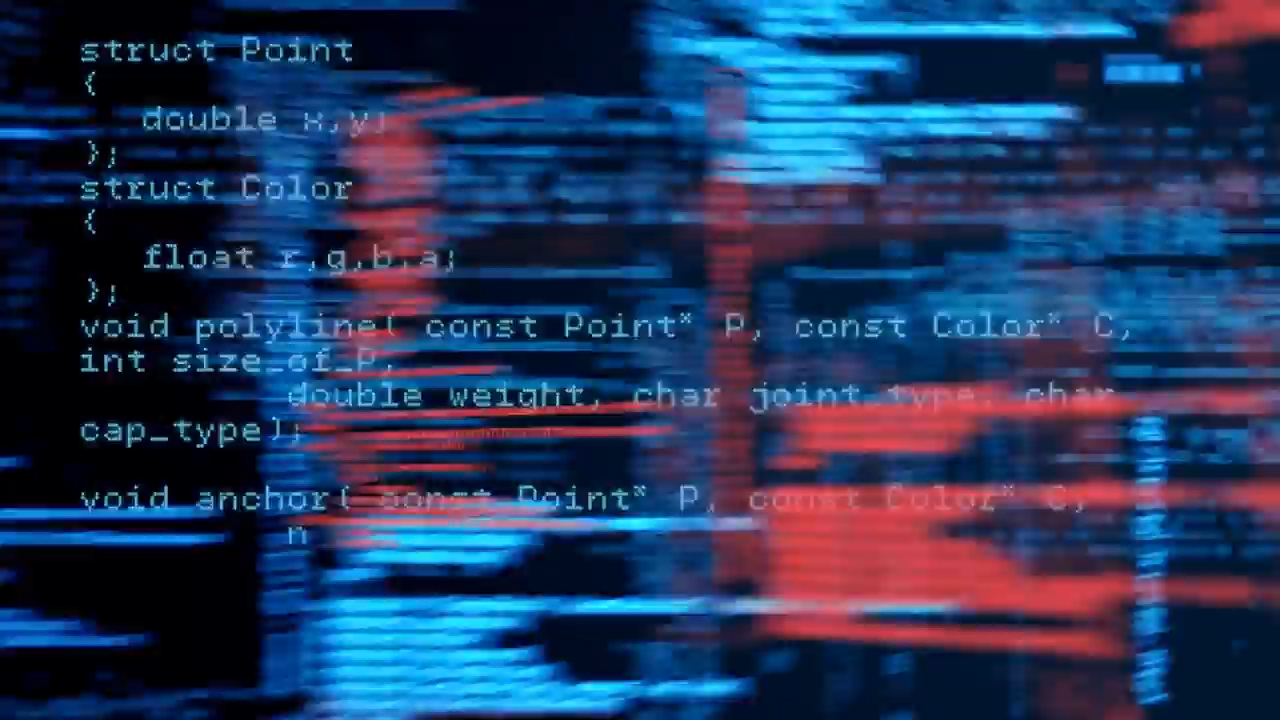 struct Point
{
double x,y;
};
struct Color
{
float r,g,b,a;
};
void polyline( const Point* P, const Color* C,
int size_of_P,
double weight, char joint_type, char
cap_type);
void anchor( const Point* P, const Color* C,
n